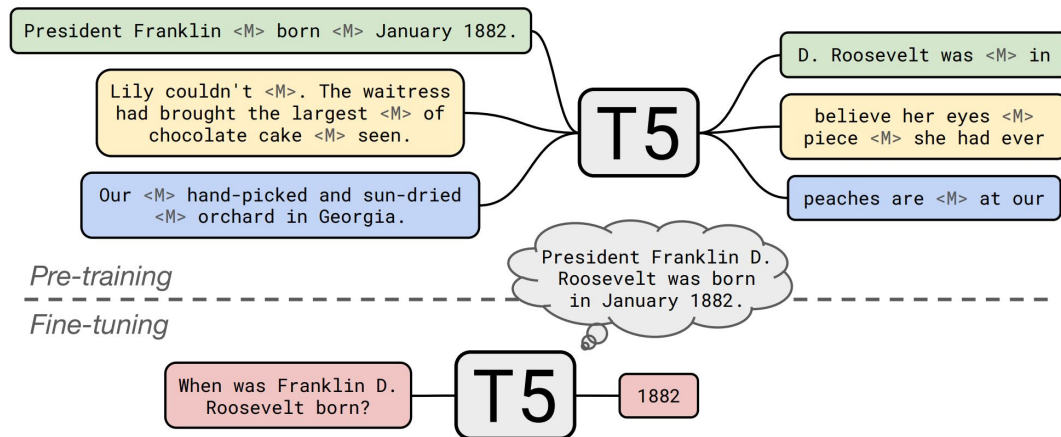 President Franklin <M> born <M> January 1882.
Lily couldn't <M>. The waitress
had brought the largest <M> of
chocolate cake <M> seen.
Our <M> hand-picked and sun-dried
<M> orchard in Georgia.
T5
D. Roosevelt was <M> in
believe her eyes <M>
piece <M> she had ever
peaches are <M> at our
President Franklin D.
Roosevelt was born
in January 1882.
Pre-training
Fine-tuning
When was Franklin D.
Roosevelt born?
T5
1882